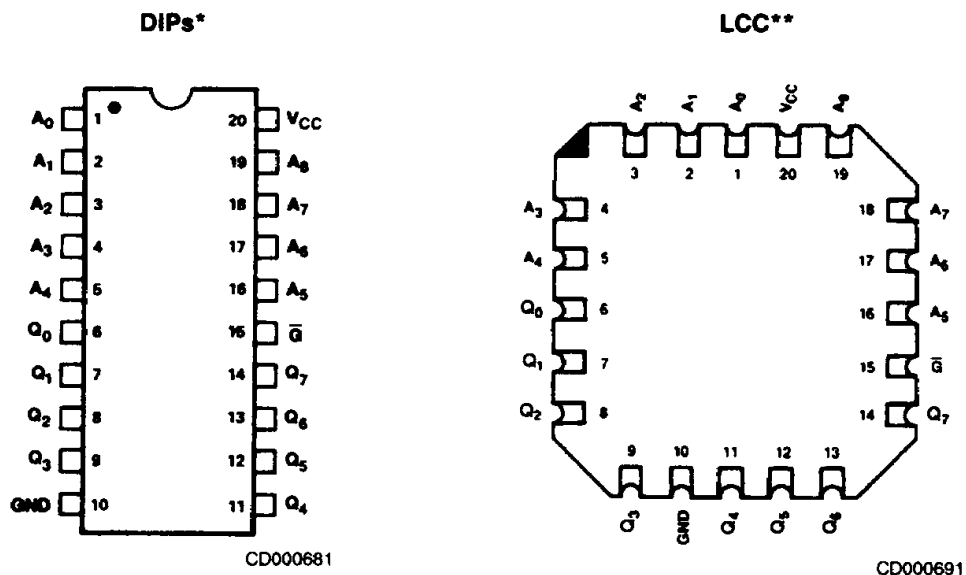 DIPs*
A0 1 20 VCC
A1 2 19 A8
A2 3 18 A7
A3 4 17 A6
A4 5 16 A5
Q0 6 15 G̅
Q1 7 14 Q7
Q2 8 13 Q6
Q3 9 12 Q5
GND 10 11 Q4
CD000681
LCC**
A2 A1 A0 VCC A8
3 2 1 20 19
A3 4 18 A7
A4 5 17 A6
Q0 6 16 A5
Q1 7 15 G̅
Q2 8 14 Q7
9 10 11 12 13
Q3 GND Q4 Q5 Q6
CD000691